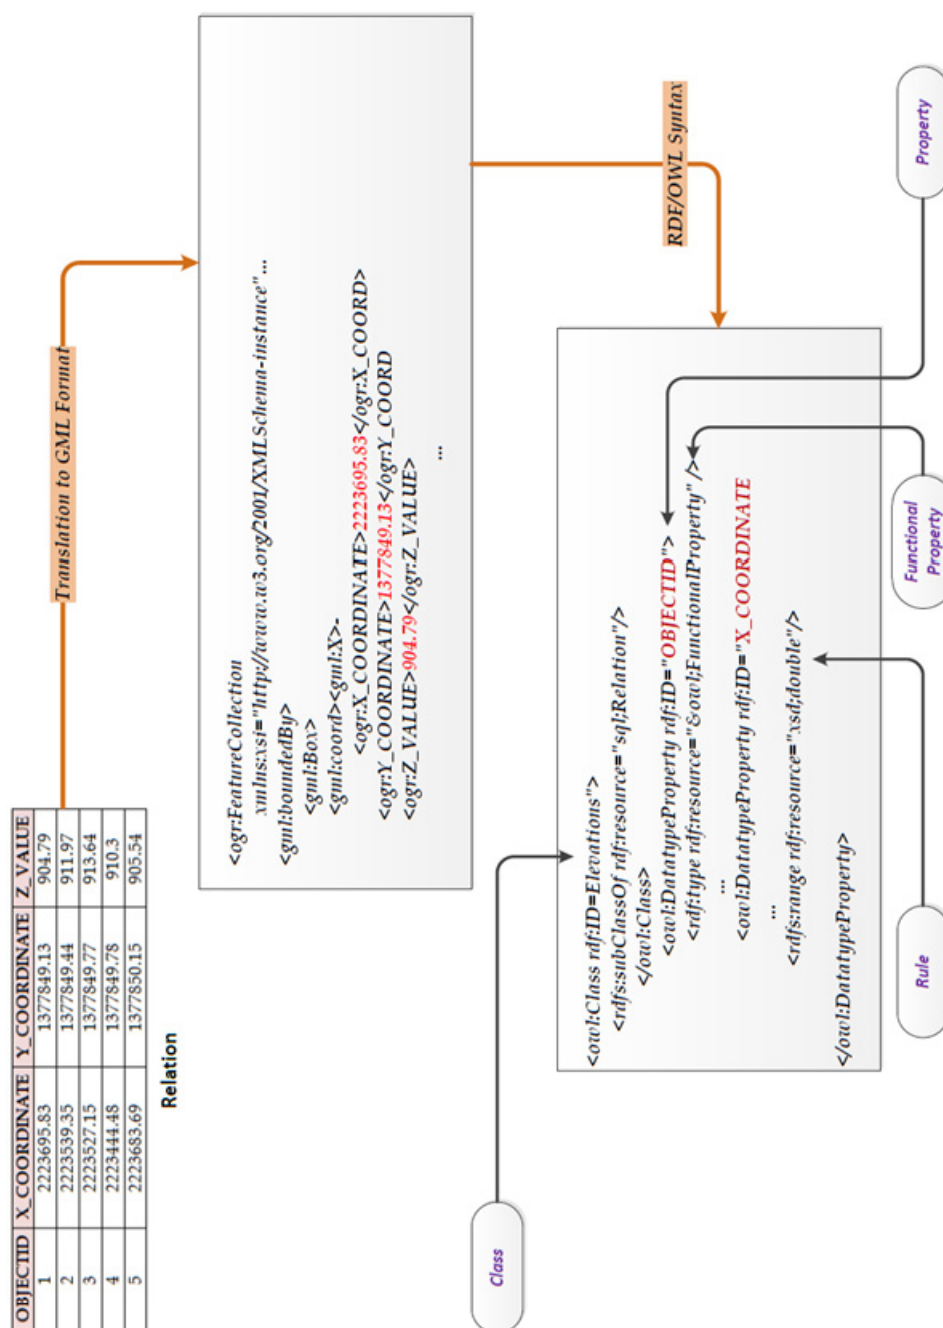 OBJECTID X_COORDINATE Y_COORDINATE Z_VALUE
1 2223695.83 1377849.13 904.79
2 2223539.35 1377849.44 911.97
3 2223527.15 1377849.77 913.64
4 2223444.48 1377849.78 910.3
5 2223683.69 1377850.15 905.54
Relation
Translation to GML Format
<ogr:FeatureCollection
xmlns:xsi="http://www.w3.org/2001/XMLSchema-instance" ...
<gml:boundedBy>
<gml:Box>
<gml:coord><gml:X>-
<ogr:X_COORDINATE>2223695.83</ogr:X_COORD>
<ogr:Y_COORDINATE>1377849.13</ogr:Y_COORD
<ogr:Z_VALUE>904.79</ogr:Z_VALUE>
...
RDF/OWL Syntax
Class
<owl:Class rdf:ID=Elevations">
<rdfs:subClassOf rdf:resource="sql;Relation"/>
</owl:Class>
<owl:DatatypeProperty rdf:ID="OBJECTID">
<rdf:type rdf:resource="&owl;FunctionalProperty" />
...
<owl:DatatypeProperty rdf:ID="X_COORDINATE
...
<rdfs:range rdf:resource="xsd;double"/>
</owl:DatatypeProperty>
Rule
Functional
Property
Property